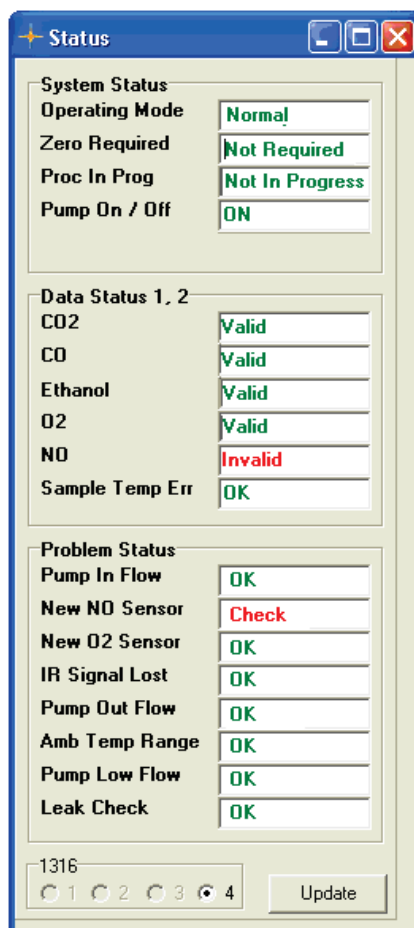 Status
System Status
Operating Mode Normal
Zero Required Not Required
Proc In Prog Not In Progress
Pump On / Off ON
Data Status 1, 2
CO2 Valid
CO Valid
Ethanol Valid
O2 Valid
NO Invalid
Sample Temp Err OK
Problem Status
Pump In Flow OK
New NO Sensor Check
New O2 Sensor OK
IR Signal Lost OK
Pump Out Flow OK
Amb Temp Range OK
Pump Low Flow OK
Leak Check OK
1316
1 2 3 4 Update